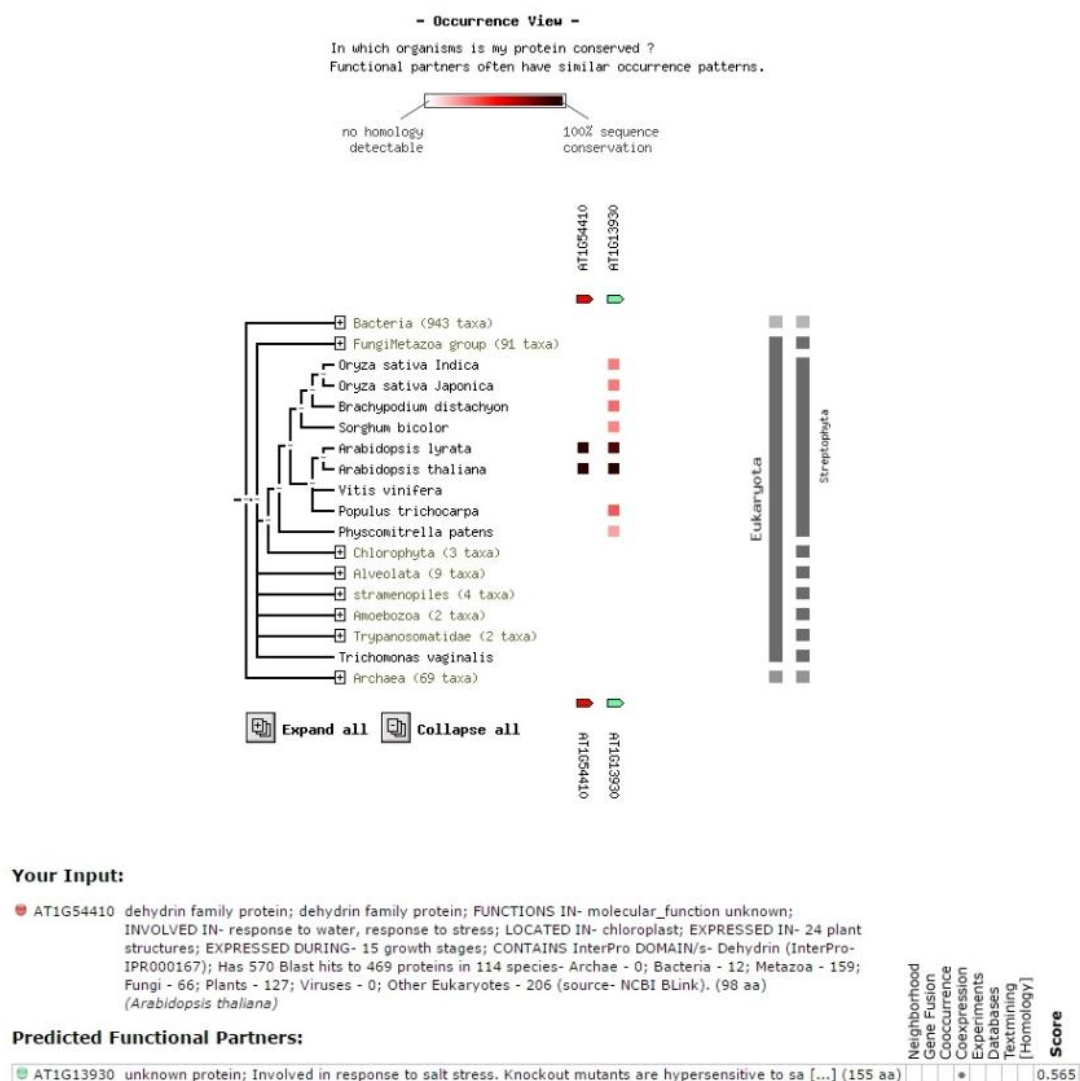 - Occurrence View -
In which organisms is my protein conserved ?
Functional partners often have similar occurrence patterns.
no homology detectable
100% sequence conservation
AT1G54410
AT1G13930
Bacteria (943 taxa)
FungiMetazoa group (91 taxa)
Oryza sativa Indica
Oryza sativa Japonica
Brachypodium distachyon
Sorghum bicolor
Arabidopsis lyrata
Arabidopsis thaliana
Vitis vinifera
Populus trichocarpa
Physcomitrella patens
Chlorophyta (3 taxa)
Alveolata (9 taxa)
stramenopiles (4 taxa)
Amoebozoa (2 taxa)
Trypanosomatidae (2 taxa)
Trichomonas vaginalis
Archaea (69 taxa)
Eukaryota
Streptophyta
Expand all
Collapse all
AT1G54410
AT1G13930
Your Input:
AT1G54410 dehydrin family protein; dehydrin family protein; FUNCTIONS IN- molecular_function unknown;
INVOLVED IN- response to water, response to stress; LOCATED IN- chloroplast; EXPRESSED IN- 24 plant
structures; EXPRESSED DURING- 15 growth stages; CONTAINS InterPro DOMAIN/s- Dehydrin (InterPro-
IPR000167); Has 570 Blast hits to 469 proteins in 114 species- Archae - 0; Bacteria - 12; Metazoa - 159;
Fungi - 66; Plants - 127; Viruses - 0; Other Eukaryotes - 206 (source- NCBI BLink). (98 aa)
(Arabidopsis thaliana)
Neighborhood
Gene Fusion
Cooccurrence
Coexpression
Experiments
Databases
Textmining
[Homology]
Score
Predicted Functional Partners:
AT1G13930 unknown protein; Involved in response to salt stress. Knockout mutants are hypersensitive to sa [...] (155 aa) 0.565